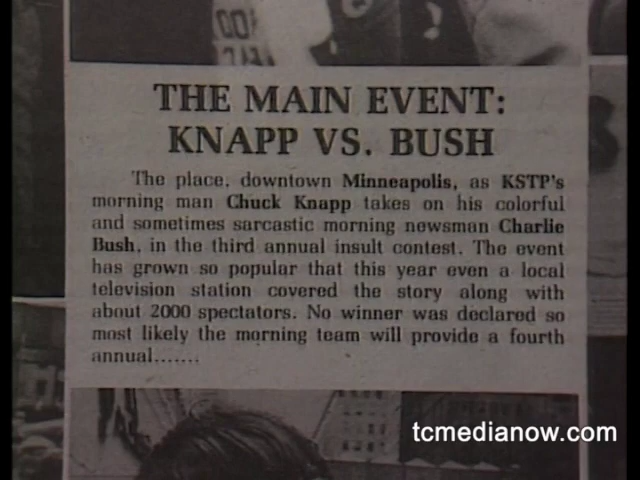 THE MAIN EVENT:
KNAPP VS. BUSH
The place, downtown Minneapolis, as KSTP's
morning man Chuck Knapp takes on his colorful
and sometimes sarcastic morning newsman Charlie
Bush, in the third annual insult contest. The event
has grown so popular that this year even a local
television station covered the story along with
about 2000 spectators. No winner was declared so
most likely the morning team will provide a fourth
annual.......
tcmedianow.com